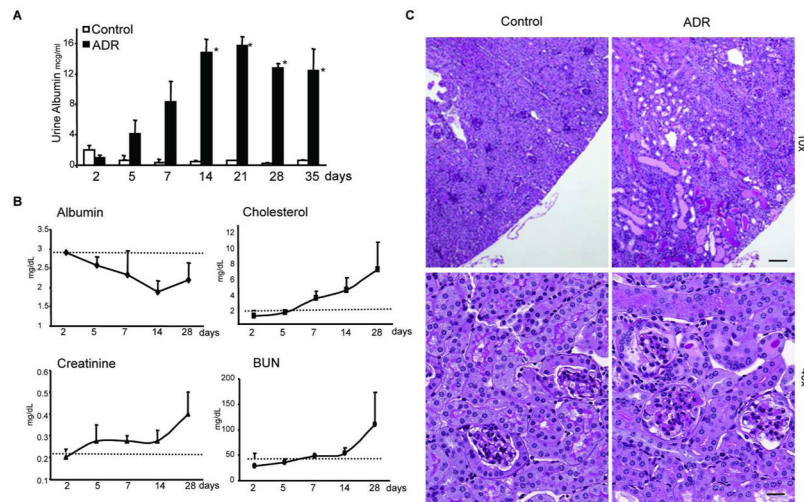 A
Control
ADR
Urine Albumin mcg/ml
16
12
8
4
0
* * * *
2 5 7 14 21 28 35 days
B
Albumin
mg/dL
3.5
3
2.5
2
1.5
1
2 5 7 14 28 days
Cholesterol
mg/dL
12
10
8
6
4
2
2 5 7 14 28 days
Creatinine
mg/dL
0.6
0.5
0.4
0.3
0.2
0.1
2 5 7 14 28 days
BUN
mg/dL
200
150
100
50
0
2 5 7 14 28 days
C
Control ADR
10x